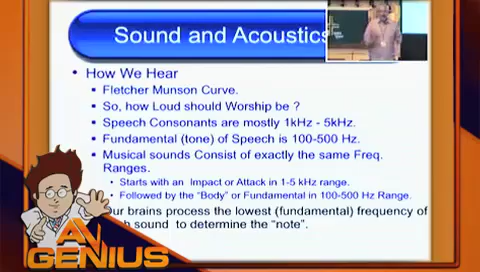 Sound and Acoustics
How We Hear
Fletcher Munson Curve.
So, how Loud should Worship be ?
Speech Consonants are mostly 1kHz - 5kHz.
Fundamental (tone) of Speech is 100-500 Hz.
Musical sounds Consist of exactly the same Freq.
Ranges.
Starts with an Impact or Attack in 1-5 kHz range.
Followed by the "Body" or Fundamental in 100-500 Hz Range.
Our brains process the lowest (fundamental) frequency of
sound to determine the "note".
AV
GENIUS